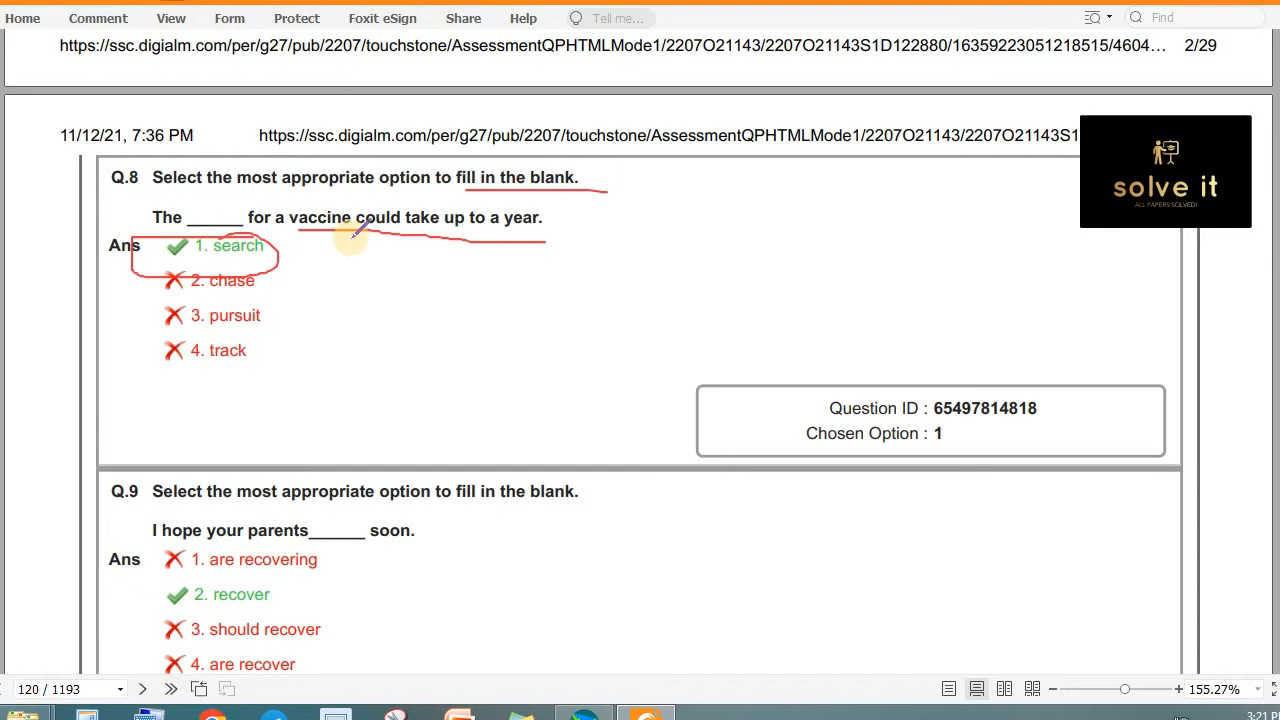 Home Comment View Form Protect Foxit eSign Share Help Tell me... Find
https://ssc.digialm.com/per/g27/pub/2207/touchstone/AssessmentQPHTMLMode1/2207O21143/2207O21143S1D122880/16359223051218515/4604… 2/29
11/12/21, 7:36 PM https://ssc.digialm.com/per/g27/pub/2207/touchstone/AssessmentQPHTMLMode1/2207O21143/2207O21143S1
solve it
ALL PAPERS SOLVED!
Q.8 Select the most appropriate option to fill in the blank.
The ______ for a vaccine could take up to a year.
Ans 1. search
2. chase
3. pursuit
4. track
Question ID : 65497814818
Chosen Option : 1
Q.9 Select the most appropriate option to fill in the blank.
I hope your parents______ soon.
Ans 1. are recovering
2. recover
3. should recover
4. are recover
120 / 1193 155.27%
3:21 P